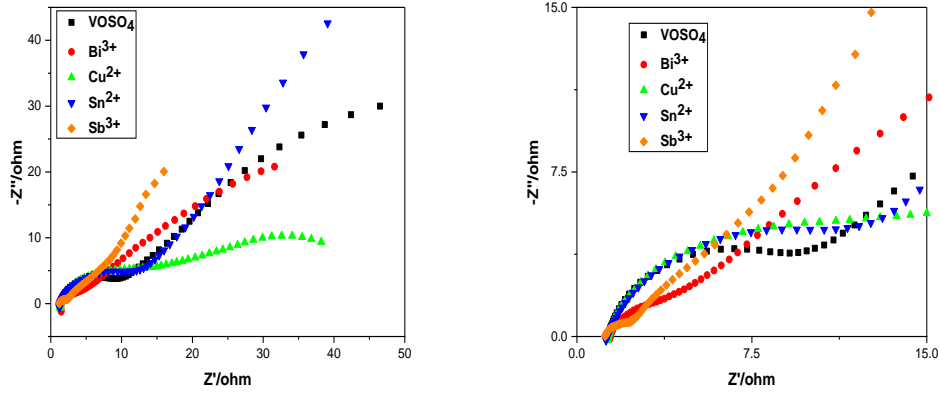 VOSO4
Bi3+
Cu2+
Sn2+
Sb3+
-Z''/ohm
40
30
20
10
0
0 10 20 30 40 50
Z'/ohm
VOSO4
Bi3+
Cu2+
Sn2+
Sb3+
-Z''/ohm
15.0
7.5
0.0
0.0 7.5 15.0
Z'/ohm